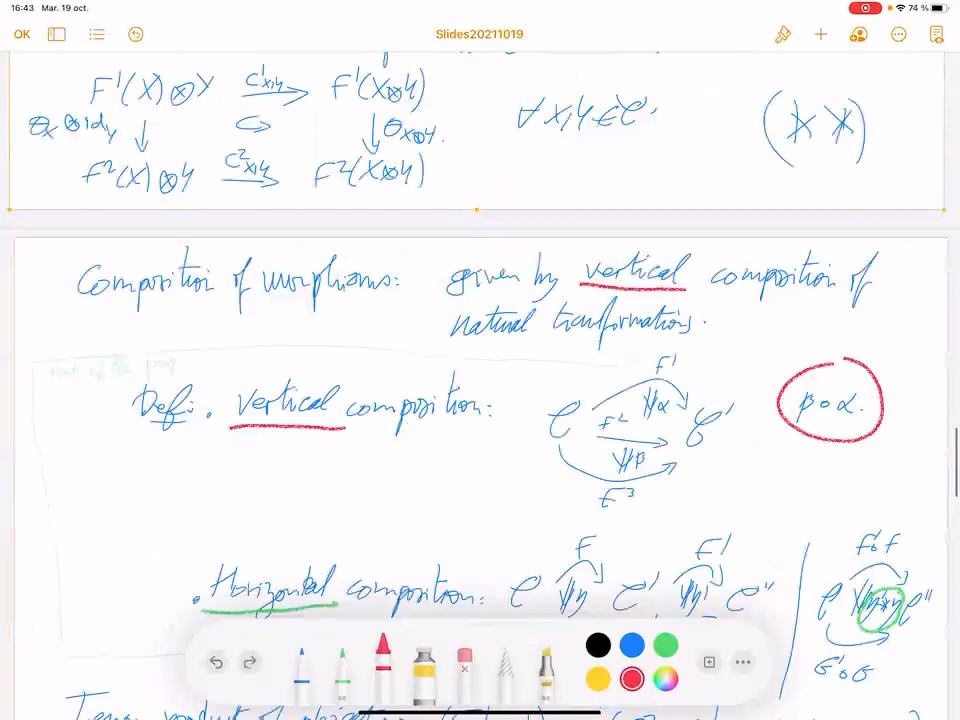 16:43 Mar. 19 oct.
74 %
OK
Slides20211019
F¹(X)⊗Y C¹x,y F¹(X⊗Y)
θx⊗idy θx⊗y. ∀ X,Y ∈ C, (**)
F²(X)⊗Y C²x,y F²(X⊗Y)
Composition of morphisms: given by vertical composition of
natural transformations.
F¹
Def: . vertical composition: C F² α C' β∘α.
β
F³
F F' F'∘F
. Horizontal composition: C η C' η' C'' C η'*η C''
G'∘G